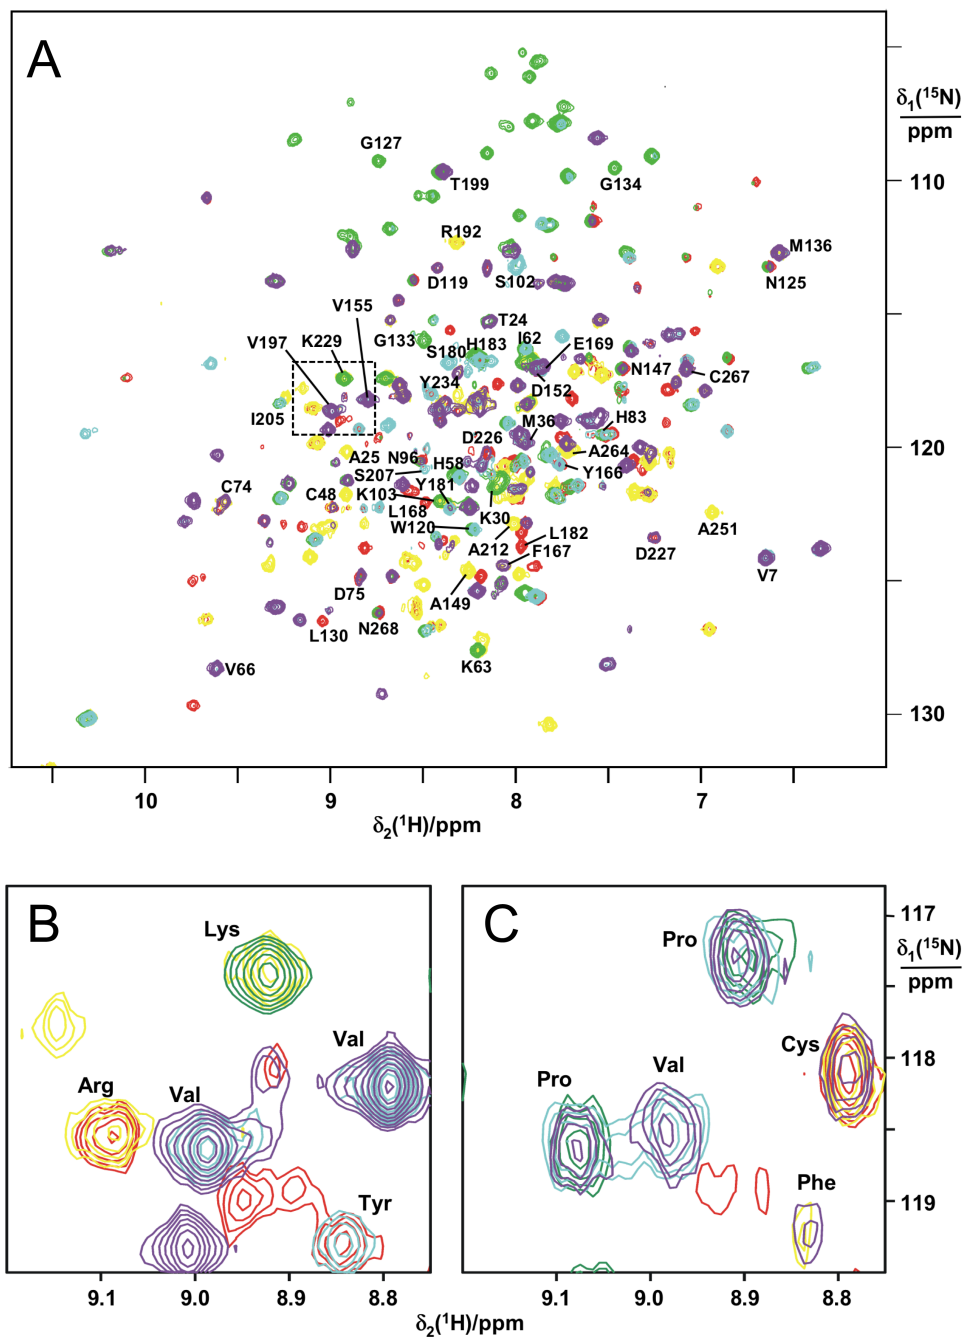 A
δ1(15N)
ppm
G127
T199
G134
110
R192
M136
D119
S102
N125
V155
T24
V197
K229
G133
H183
I62
E169
S180
N147
C267
Y234
D152
I205
M36
H83
D226
120
A25
N96
A264
S207
H58
Y166
C74
C48
K103
Y181
L168
K30
A251
W120
L182
A212
F167
D227
V7
D75
A149
L130
N268
V66
K63
130
10
9
8
7
δ2(1H)/ppm
B
Lys
Val
Arg
Val
Tyr
9.1
9.0
8.9
8.8
C
Pro
117
δ1(15N)
ppm
Cys
118
Pro
Val
Phe
119
9.1
9.0
8.9
8.8
δ2(1H)/ppm